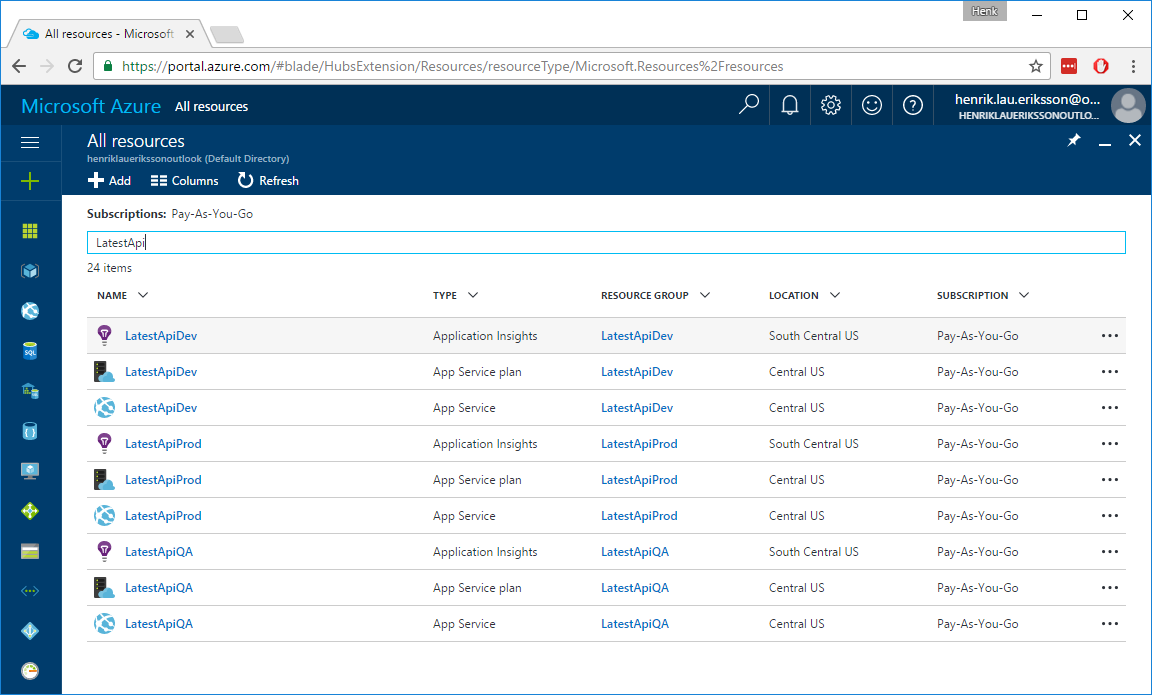 Henk
All resources - Microsoft
https://portal.azure.com/#blade/HubsExtension/Resources/resourceType/Microsoft.Resources%2Fresources
Microsoft Azure All resources
henrik.lau.eriksson@o...
HENRIKLAUERIKSSONOUTLO...
All resources
henriklauerikssonoutlook (Default Directory)
Add Columns Refresh
Subscriptions: Pay-As-You-Go
LatestApi
24 items
NAME TYPE RESOURCE GROUP LOCATION SUBSCRIPTION
LatestApiDev Application Insights LatestApiDev South Central US Pay-As-You-Go
LatestApiDev App Service plan LatestApiDev Central US Pay-As-You-Go
LatestApiDev App Service LatestApiDev Central US Pay-As-You-Go
LatestApiProd Application Insights LatestApiProd South Central US Pay-As-You-Go
LatestApiProd App Service plan LatestApiProd Central US Pay-As-You-Go
LatestApiProd App Service LatestApiProd Central US Pay-As-You-Go
LatestApiQA Application Insights LatestApiQA South Central US Pay-As-You-Go
LatestApiQA App Service plan LatestApiQA Central US Pay-As-You-Go
LatestApiQA App Service LatestApiQA Central US Pay-As-You-Go
SQL